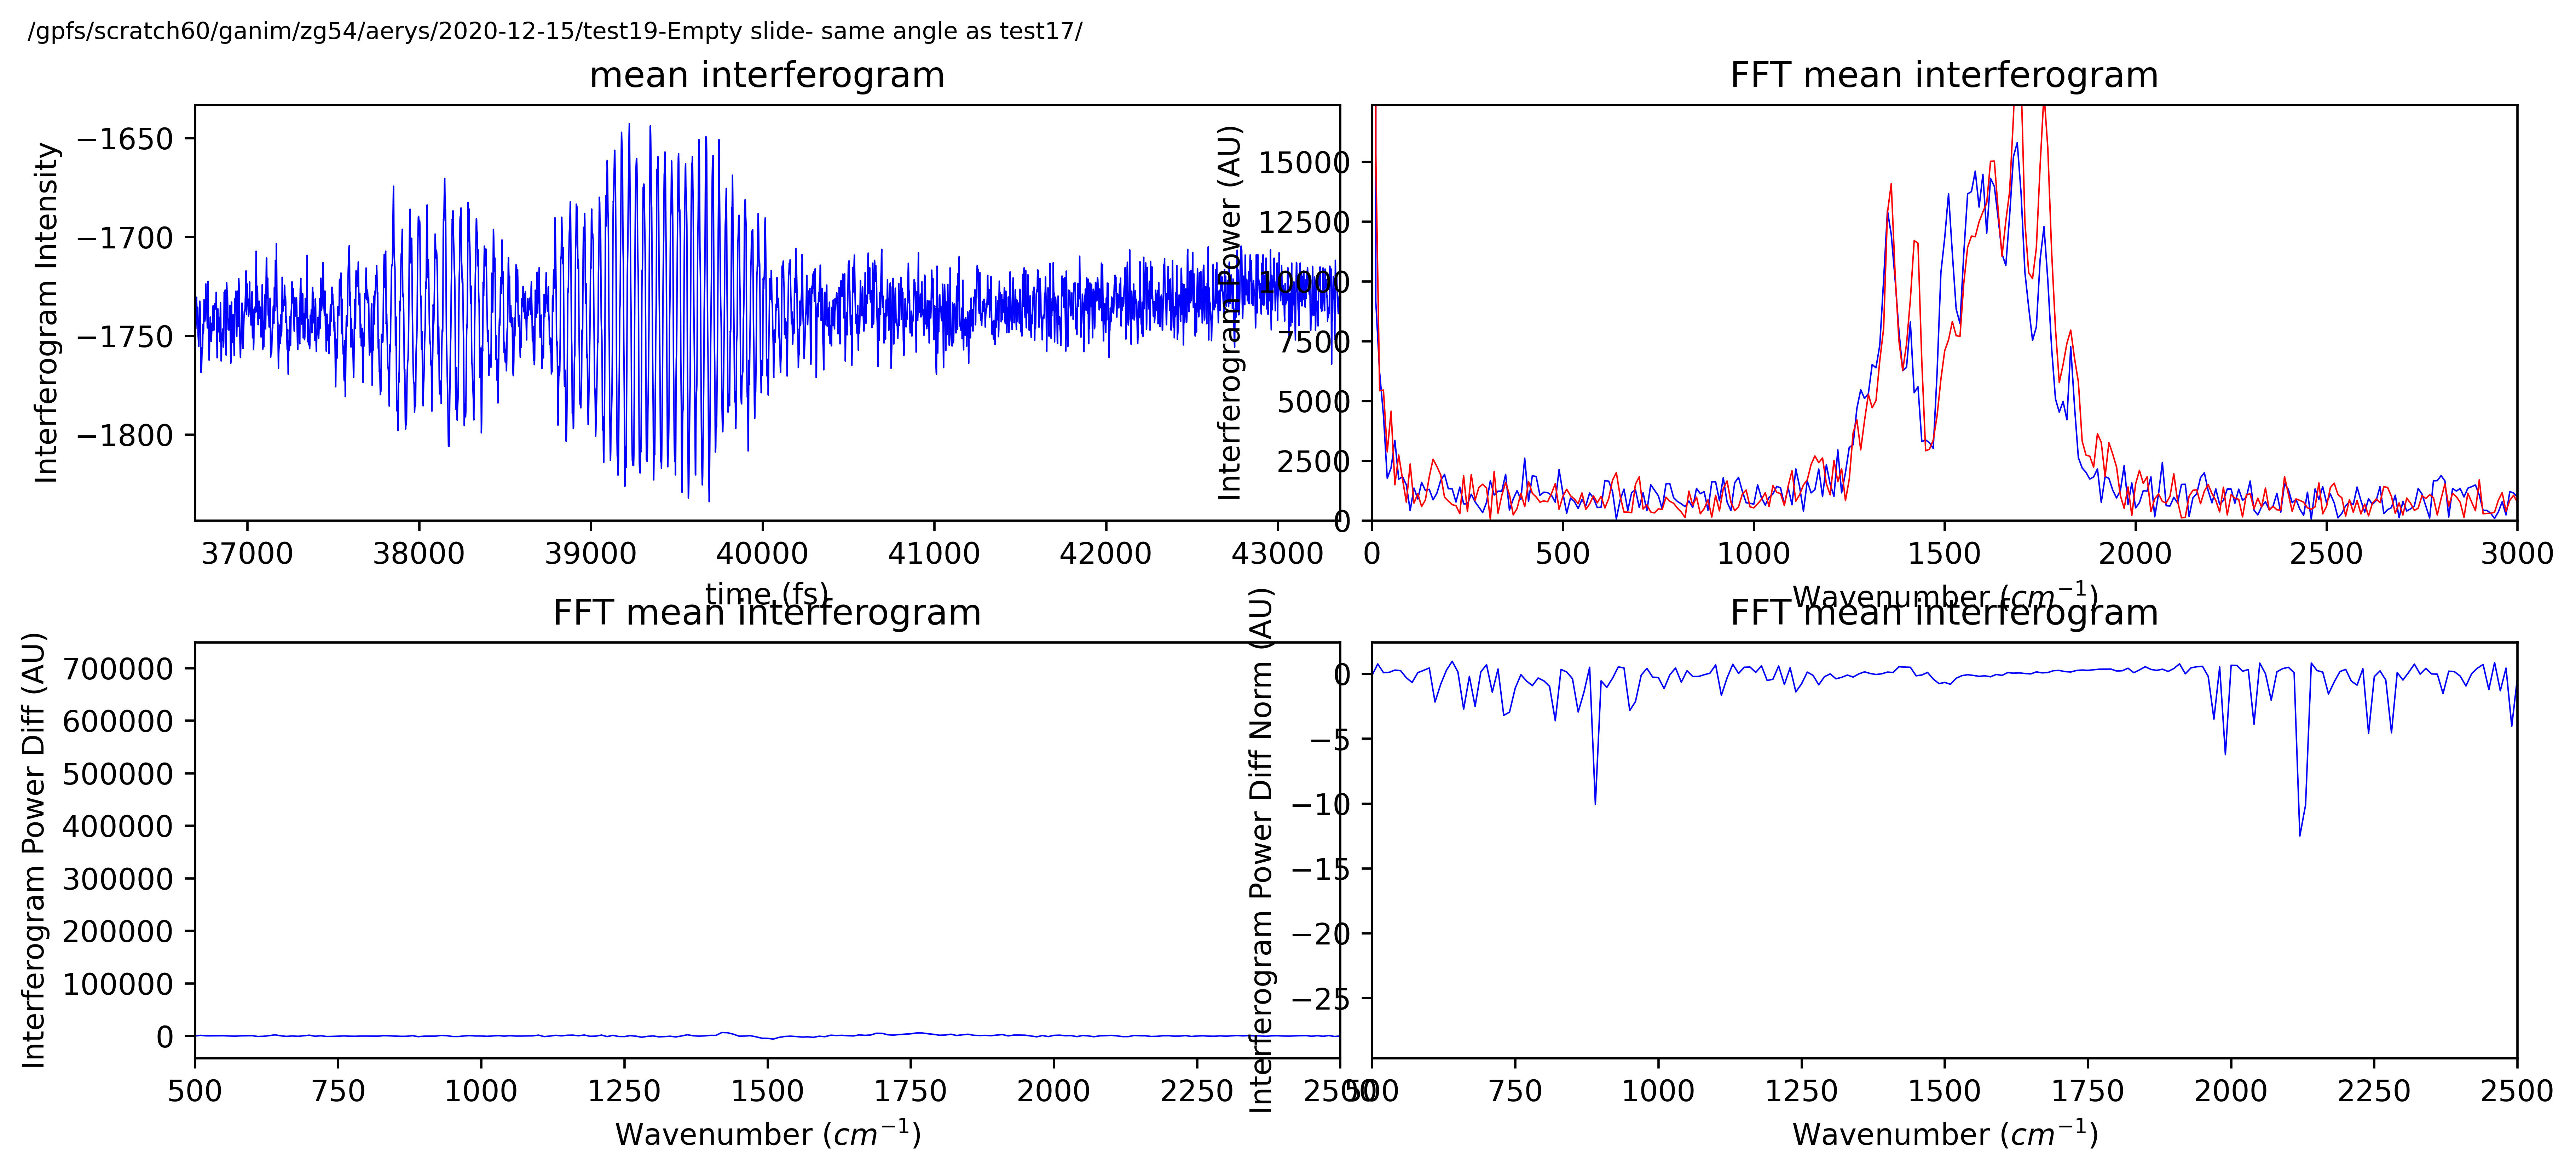 /gpfs/scratch60/ganim/zg54/aerys/2020-12-15/test19-Empty slide- same angle as test17/
mean interferogram
Interferogram Intensity
−1650
−1700
−1750
−1800
37000 38000 39000 40000 41000 42000 43000
time (fs)
FFT mean interferogram
Interferogram Power (AU)
15000
12500
10000
7500
5000
2500
0
0 500 1000 1500 2000 2500 3000
Wavenumber (cm⁻¹)
FFT mean interferogram
Interferogram Power Diff (AU)
700000
600000
500000
400000
300000
200000
100000
0
500 750 1000 1250 1500 1750 2000 2250 2500
Wavenumber (cm⁻¹)
FFT mean interferogram
Interferogram Power Diff Norm (AU)
0
−5
−10
−15
−20
−25
500 750 1000 1250 1500 1750 2000 2250 2500
Wavenumber (cm⁻¹)